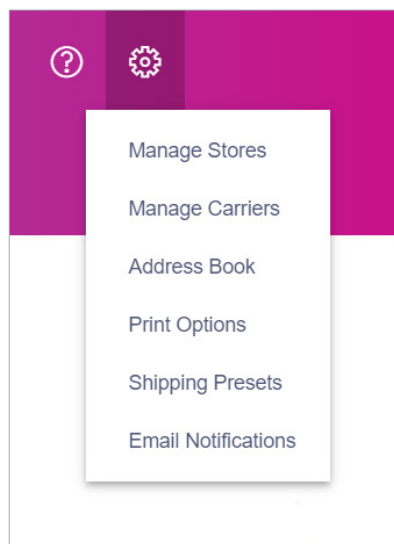 Manage Stores
Manage Carriers
Address Book
Print Options
Shipping Presets
Email Notifications